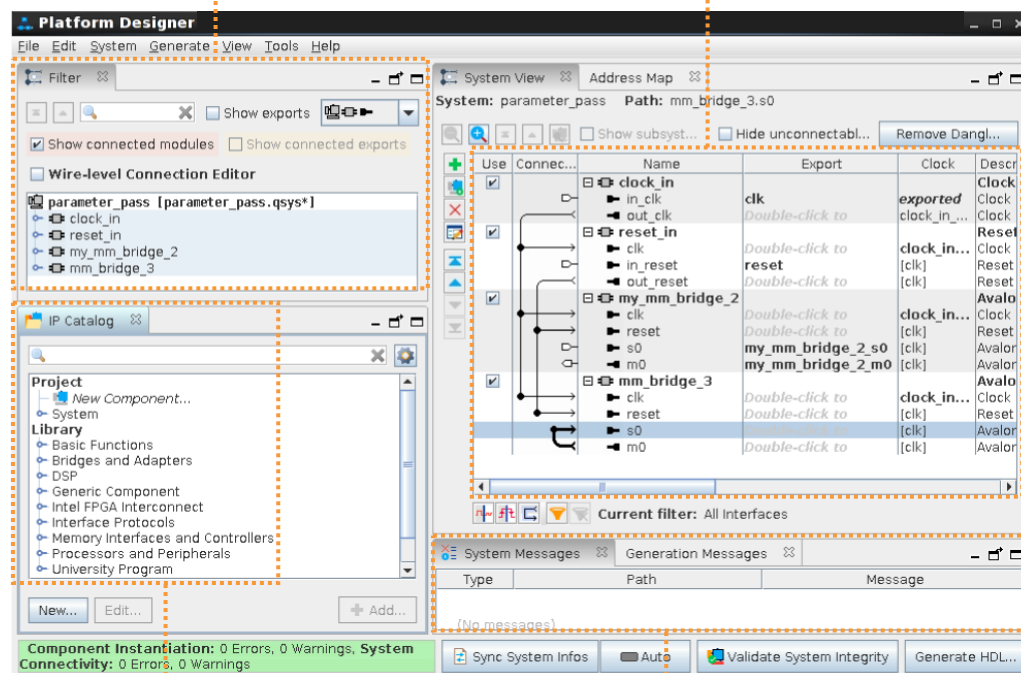 Platform Designer
File Edit System Generate View Tools Help
Filter
Show exports
Show connected modules Show connected exports
Wire-level Connection Editor
parameter_pass [parameter_pass.qsys*]
clock_in
reset_in
my_mm_bridge_2
mm_bridge_3
IP Catalog
Project
New Component...
System
Library
Basic Functions
Bridges and Adapters
DSP
Generic Component
Intel FPGA Interconnect
Interface Protocols
Memory Interfaces and Controllers
Processors and Peripherals
University Program
New... Edit... Add...
Component Instantiation: 0 Errors, 0 Warnings, System
Connectivity: 0 Errors, 0 Warnings
System View Address Map
System: parameter_pass Path: mm_bridge_3.s0
Show subsyst... Hide unconnectabl... Remove Dangl...
Use Connec... Name Export Clock Descr
clock_in Clock
in_clk clk exported Clock
out_clk Double-click to clock_in... Clock
reset_in Reset
clk Double-click to clock_in... Clock
in_reset reset [clk] Reset
out_reset Double-click to [clk] Reset
my_mm_bridge_2 Avalo
clk Double-click to clock_in... Clock
reset Double-click to [clk] Reset
s0 my_mm_bridge_2_s0 [clk] Avalon
m0 my_mm_bridge_2_m0 [clk] Avalon
mm_bridge_3 Avalo
clk Double-click to clock_in... Clock
reset Double-click to [clk] Reset
s0 Double-click to [clk] Avalon
m0 Double-click to [clk] Avalon
Current filter: All Interfaces
System Messages Generation Messages
Type Path Message
(No messages)
Sync System Infos Auto Validate System Integrity Generate HDL...